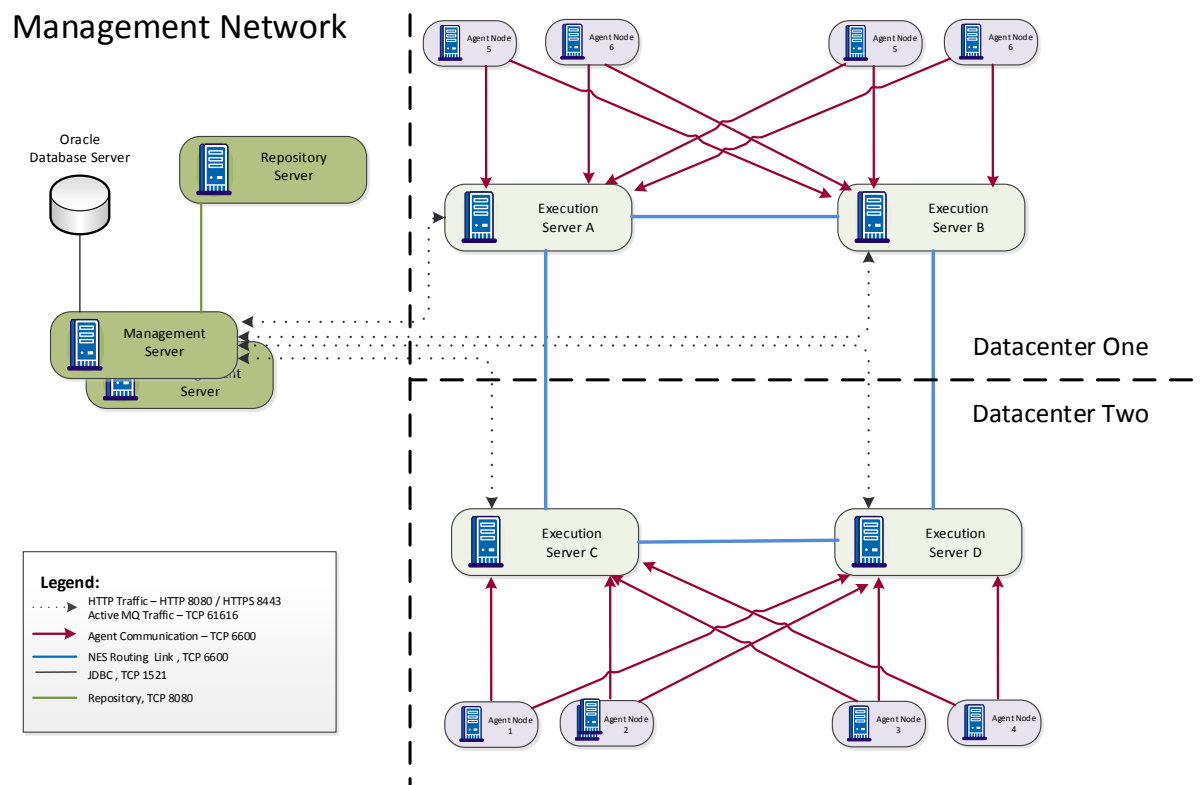 Management Network
Agent Node
5
Agent Node
6
Agent Node
5
Agent Node
6
Oracle
Database Server
Repository
Server
Execution
Server A
Execution
Server B
Management
Server
Server
Datacenter One
Datacenter Two
Execution
Server C
Execution
Server D
Legend:
HTTP Traffic – HTTP 8080 / HTTPS 8443
Active MQ Traffic – TCP 61616
Agent Communication – TCP 6600
NES Routing Link , TCP 6600
JDBC , TCP 1521
Repository, TCP 8080
Agent Node
1
Agent Node
2
Agent Node
3
Agent Node
4